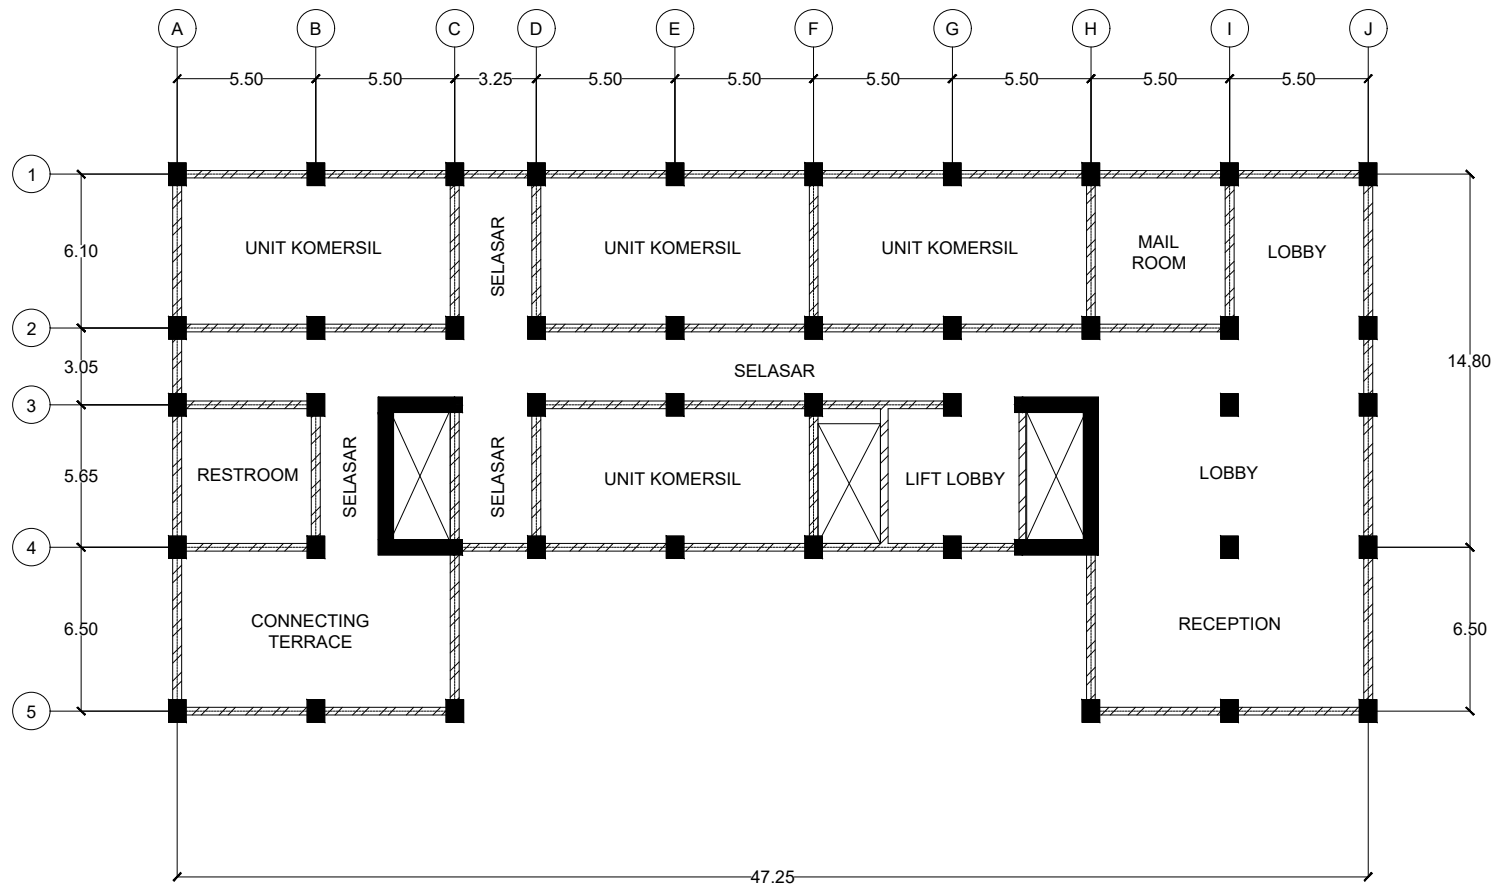 A
B
C
D
E
F
G
H
I
J
5.50
5.50
3.25
5.50
5.50
5.50
5.50
5.50
5.50
1
6.10
UNIT KOMERSIL
SELASAR
UNIT KOMERSIL
UNIT KOMERSIL
MAIL
ROOM
LOBBY
2
3.05
SELASAR
14.80
3
5.65
RESTROOM
SELASAR
SELASAR
UNIT KOMERSIL
LIFT LOBBY
LOBBY
4
6.50
CONNECTING
TERRACE
RECEPTION
6.50
5
47.25